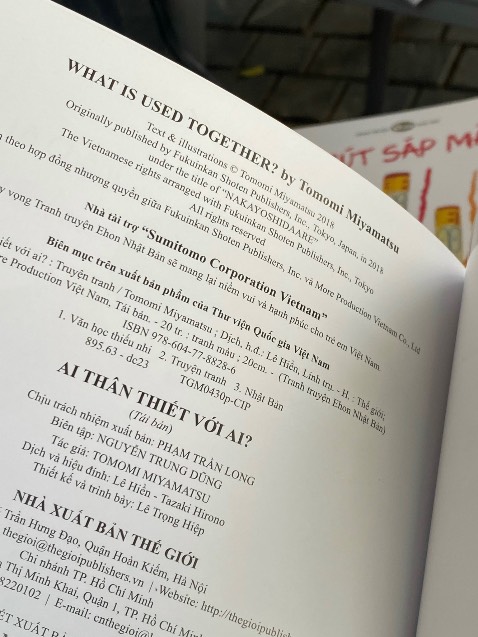 WHAT IS USED TOGETHER? by Tomomi Miyamatsu
Text & illustrations © Tomomi Miyamatsu 2018
Originally published by Fukuinkan Shoten Publishers, Inc., Tokyo, Japan, in 2018
under the title of "NAKAYOSHIDAARE"
The Vietnamese rights arranged with Fukuinkan Shoten Publishers, Inc., Tokyo
All rights reserved
theo hợp đồng nhượng quyền giữa Fukuinkan Shoten Publishers, Inc. và More Production Vietnam Co., Ltd
Nhà tài trợ "Sumitomo Corporation Vietnam"
vọng Tranh truyện Ehon Nhật Bản sẽ mang lại niềm vui và hạnh phúc cho trẻ em Việt Nam.
Biên mục trên xuất bản phẩm của Thư viện Quốc gia Việt Nam
với ai? : Truyện tranh / Tomomi Miyamatsu ; Dịch, h.đ.: Lê Hiền, Linh trụ. - H. : Thế giới;
Production Việt Nam. Tái bản. - 20 tr. : tranh màu ; 20cm. - (Tranh truyện Ehon Nhật Bản)
ISBN 978-604-77-8828-6
1. Văn học thiếu nhi 2. Truyện tranh 3. Nhật Bản
895.63 - dc23
TGM0430p-CIP
AI THÂN THIẾT VỚI AI?
(Tái bản)
Chịu trách nhiệm xuất bản: PHẠM TRẦN LONG
Biên tập: NGUYỄN TRUNG DŨNG
Tác giả: TOMOMI MIYAMATSU
Dịch và hiệu đính: Lê Hiền - Tazaki Hirono
Thiết kế và trình bày: Lê Trọng Hiệp
NHÀ XUẤT BẢN THẾ GIỚI
Trần Hưng Đạo, Quận Hoàn Kiếm, Hà Nội
thegioi@thegioipublishers.vn | Website: http://thegioipubli
Chi nhánh TP. Hồ Chí Minh
Thị Minh Khai, Quận 1, TP. Hồ Chí Minh
8220102 | E-mail: cnthegioi@
SÁP